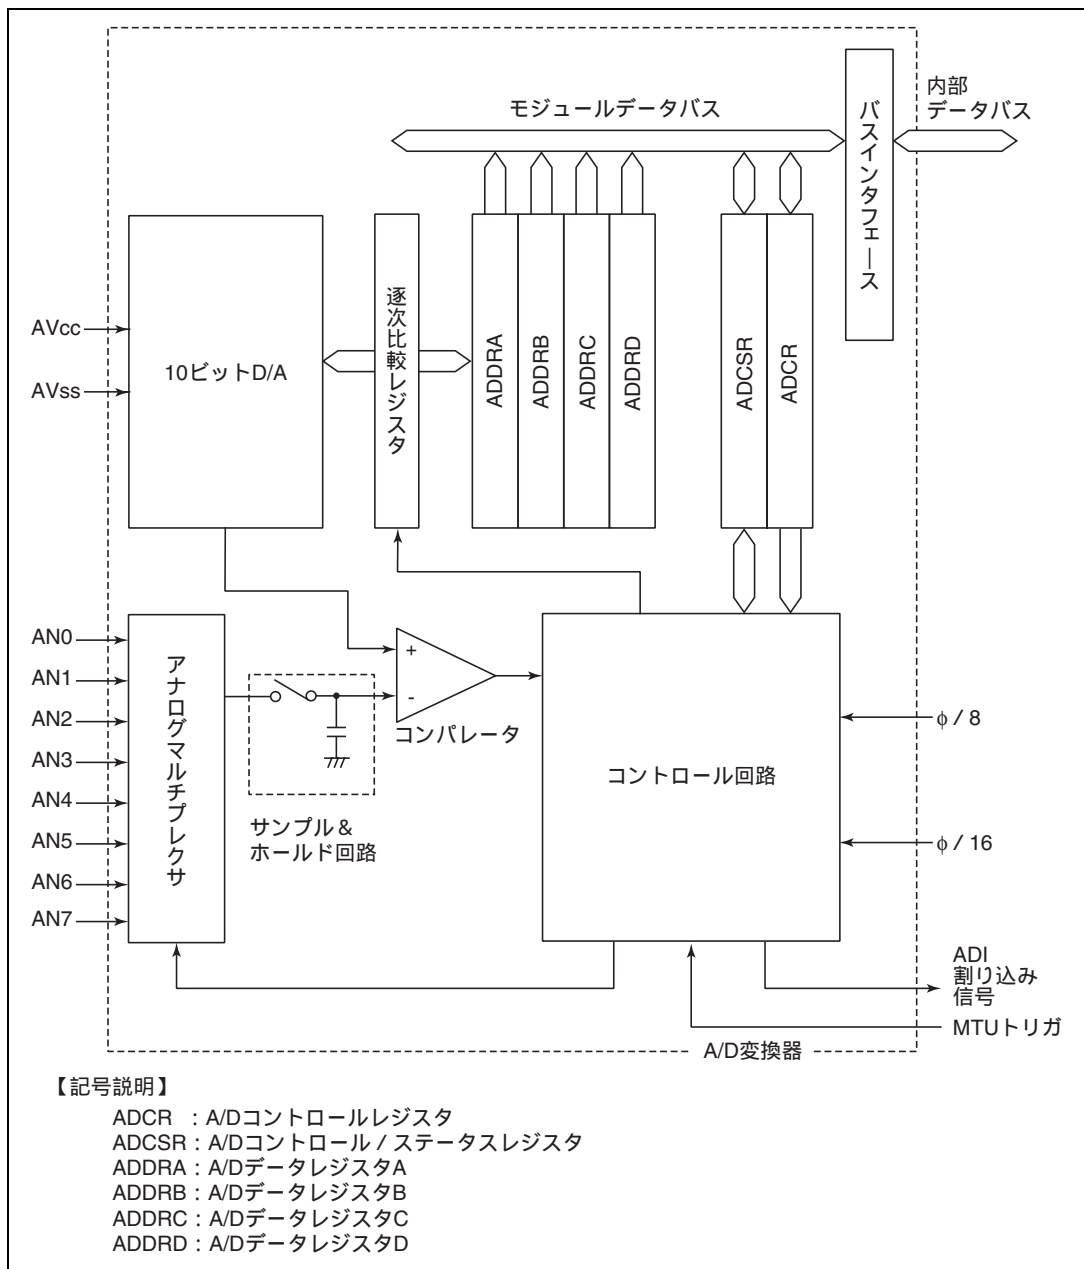 モジュールデータバス
バスインタフェース
内部
データバス
AVcc
AVss
10ビットD/A
逐次比較レジスタ
ADDRA
ADDRB
ADDRC
ADDRD
ADCSR
ADCR
AN0
AN1
AN2
AN3
AN4
AN5
AN6
AN7
アナログマルチプレクサ
+
-
コンパレータ
サンプル＆
ホールド回路
コントロール回路
φ / 8
φ / 16
ADI
割り込み
信号
MTUトリガ
A/D変換器
【記号説明】
ADCR ：A/Dコントロールレジスタ
ADCSR：A/Dコントロール / ステータスレジスタ
ADDRA：A/DデータレジスタA
ADDRB：A/DデータレジスタB
ADDRC：A/DデータレジスタC
ADDRD：A/DデータレジスタD